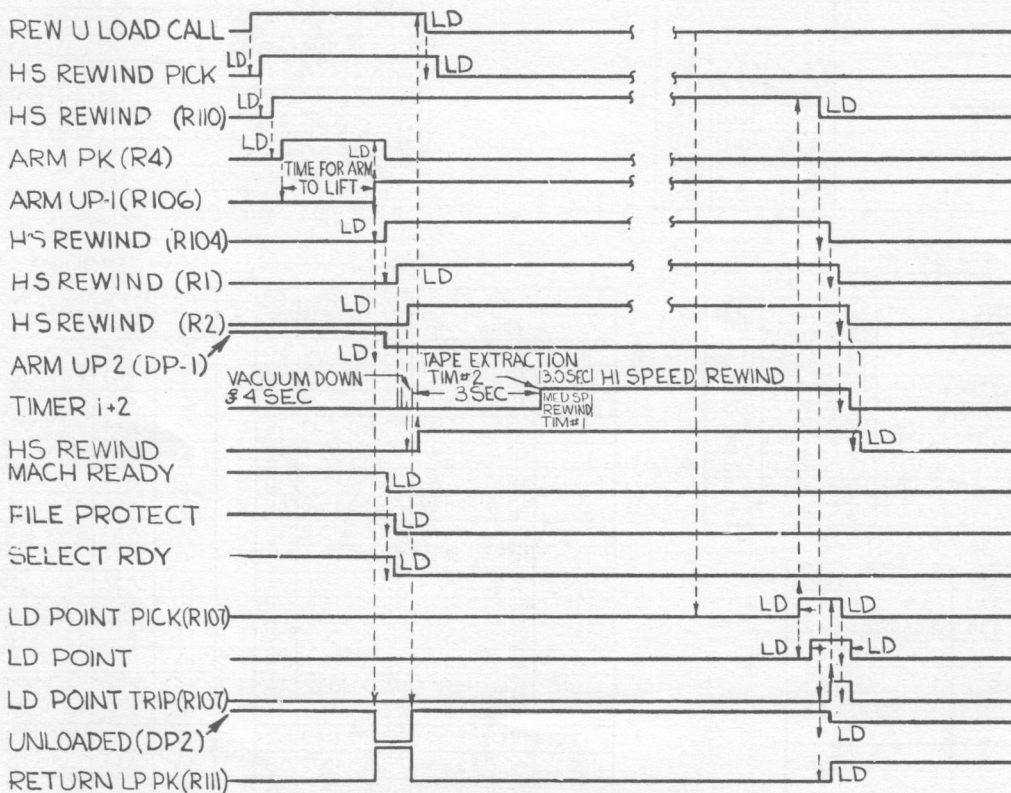 REW U LOAD CALL LD
LD
HS REWIND PICK LD
LD
HS REWIND (R110) LD
LD
ARM PK (R4) LD
TIME FOR ARM
TO LIFT
ARM UP-1 (R106)
LD
HS REWIND (R104) LD
LD
HS REWIND (R1) LD
LD
HS REWIND (R2) LD
LD
ARM UP 2 (DP-1)
TAPE EXTRACTION
VACUUM DOWN TIM#2 13.0SEC HI SPEED REWIND
3 SEC
TIMER 1+2
MED SP
REWIND
TIM#1
HS REWIND LD
MACH READY LD
FILE PROTECT LD
SELECT RDY LD
LD POINT PICK (R107) LD LD
LD POINT LD LD
LD POINT TRIP (R107)
UNLOADED (DP2) LD
RETURN LP PK (R111) LD